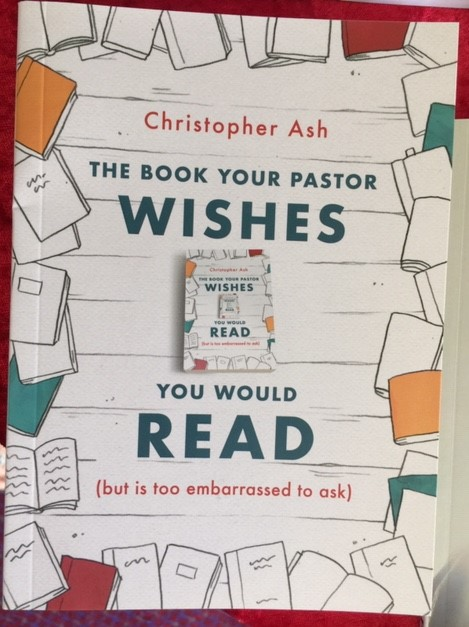 Christopher Ash
THE BOOK YOUR PASTOR
WISHES
Christopher Ash
THE BOOK YOUR PASTOR
WISHES
YOU WOULD
READ
(but is too embarrassed to ask)
YOU WOULD
READ
(but is too embarrassed to ask)